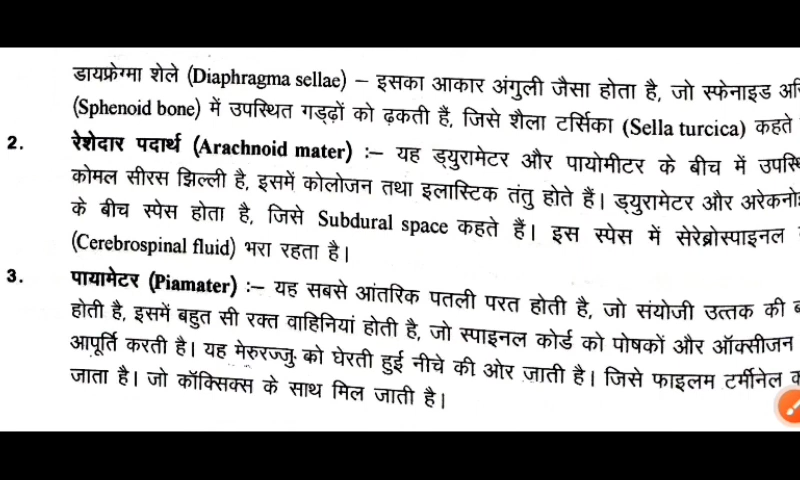 डायफ्रेग्मा शेले (Diaphragma sellae) – इसका आकार अंगुली जैसा होता है, जो स्फेनाइड
(Sphenoid bone) में उपस्थित गड्ढ़ों को ढ़कती हैं, जिसे शैला टर्सिका (Sella turcica) कहते
2. रेशेदार पदार्थ (Arachnoid mater) :– यह ड्युरामेटर और पायोमीटर के बीच में
कोमल सीरस झिल्ली है, इसमें कोलोजन तथा इलास्टिक तंतु होते हैं। ड्युरामेटर और
के बीच स्पेस होता है, जिसे Subdural space कहते हैं। इस स्पेस में सेरेब्रोस्पाइनल
(Cerebrospinal fluid) भरा रहता है।
3. पायामेटर (Piamater) :– यह सबसे आंतरिक पतली परत होती है, जो संयोजी उत्तक की
होती है, इसमें बहुत सी रक्त वाहिनियां होती है, जो स्पाइनल कोर्ड को पोषकों और ऑक्सीजन
आपूर्ति करती है। यह मेरुरज्जु को घेरती हुई नीचे की ओर जाती है। जिसे फाइलम टर्मीनेल
जाता है। जो कॉक्सिक्स के साथ मिल जाती है।